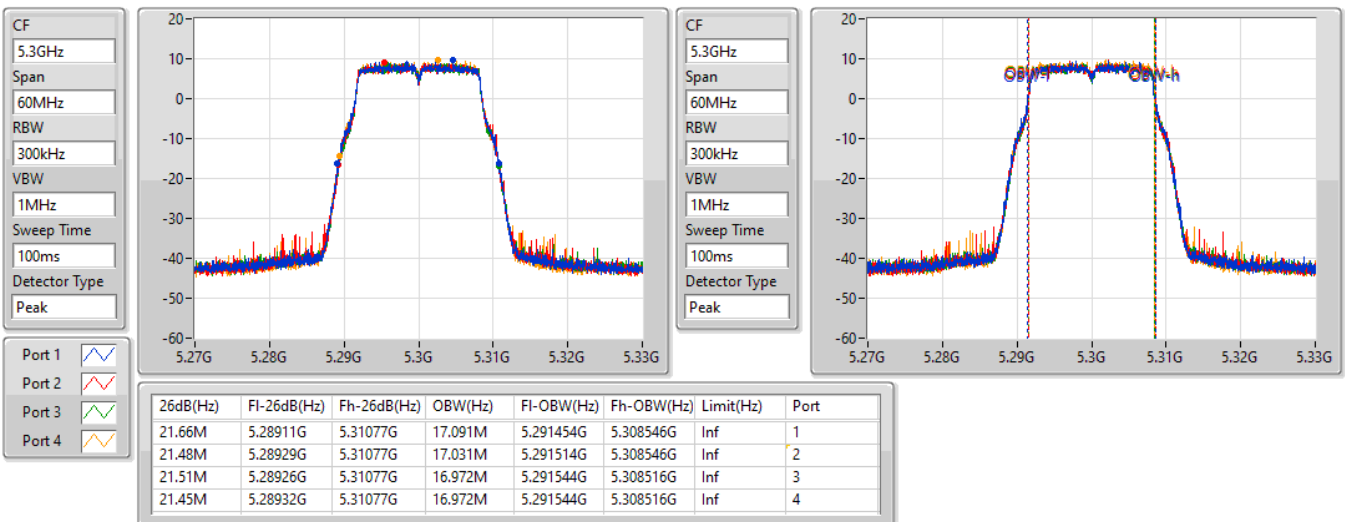 CF
5.3GHz
Span
60MHz
RBW
300kHz
VBW
1MHz
Sweep Time
100ms
Detector Type
Peak
20
10
0
-10
-20
-30
-40
-50
-60
5.27G 5.28G 5.29G 5.3G 5.31G 5.32G 5.33G
CF
5.3GHz
Span
60MHz
RBW
300kHz
VBW
1MHz
Sweep Time
100ms
Detector Type
Peak
20
10
0
-10
-20
-30
-40
-50
-60
OBW-l OBW-h
5.27G 5.28G 5.29G 5.3G 5.31G 5.32G 5.33G
Port 1
Port 2
Port 3
Port 4
26dB(Hz) Fl-26dB(Hz) Fh-26dB(Hz) OBW(Hz) Fl-OBW(Hz) Fh-OBW(Hz) Limit(Hz) Port
21.66M 5.28911G 5.31077G 17.091M 5.291454G 5.308546G Inf 1
21.48M 5.28929G 5.31077G 17.031M 5.291514G 5.308546G Inf 2
21.51M 5.28926G 5.31077G 16.972M 5.291544G 5.308516G Inf 3
21.45M 5.28932G 5.31077G 16.972M 5.291544G 5.308516G Inf 4